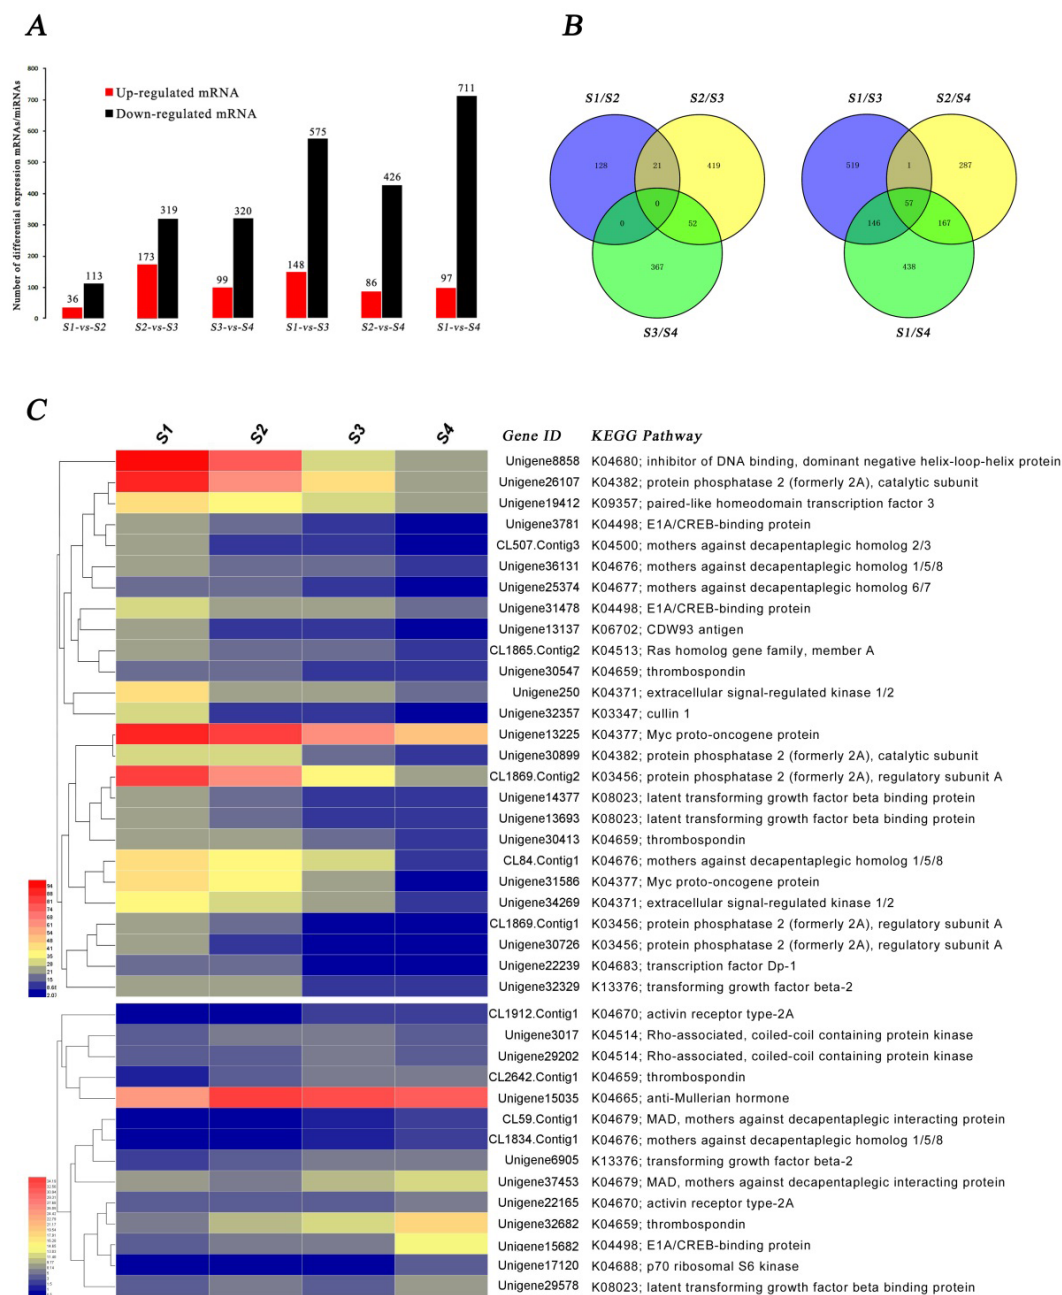 A
B
Number of differential expression mRNAs/miRNAs
800
700
600
500
400
300
200
100
0
Up-regulated mRNA
Down-regulated mRNA
36
113
173
319
99
320
148
575
86
426
97
711
S1-vs-S2
S2-vs-S3
S3-vs-S4
S1-vs-S3
S2-vs-S4
S1-vs-S4
S1/S2
S2/S3
128
21
419
0
0
52
367
S3/S4
S1/S3
S2/S4
519
1
287
57
146
167
438
S1/S4
C
S1
S2
S3
S4
Gene ID KEGG Pathway
Unigene8858 K04680; inhibitor of DNA binding, dominant negative helix-loop-helix protein
Unigene26107 K04382; protein phosphatase 2 (formerly 2A), catalytic subunit
Unigene19412 K09357; paired-like homeodomain transcription factor 3
Unigene3781 K04498; E1A/CREB-binding protein
CL507.Contig3 K04500; mothers against decapentaplegic homolog 2/3
Unigene36131 K04676; mothers against decapentaplegic homolog 1/5/8
Unigene25374 K04677; mothers against decapentaplegic homolog 6/7
Unigene31478 K04498; E1A/CREB-binding protein
Unigene13137 K06702; CDW93 antigen
CL1865.Contig2 K04513; Ras homolog gene family, member A
Unigene30547 K04659; thrombospondin
Unigene250 K04371; extracellular signal-regulated kinase 1/2
Unigene32357 K03347; cullin 1
Unigene13225 K04377; Myc proto-oncogene protein
Unigene30899 K04382; protein phosphatase 2 (formerly 2A), catalytic subunit
CL1869.Contig2 K03456; protein phosphatase 2 (formerly 2A), regulatory subunit A
Unigene14377 K08023; latent transforming growth factor beta binding protein
Unigene13693 K08023; latent transforming growth factor beta binding protein
Unigene30413 K04659; thrombospondin
CL84.Contig1 K04676; mothers against decapentaplegic homolog 1/5/8
Unigene31586 K04377; Myc proto-oncogene protein
Unigene34269 K04371; extracellular signal-regulated kinase 1/2
CL1869.Contig1 K03456; protein phosphatase 2 (formerly 2A), regulatory subunit A
Unigene30726 K03456; protein phosphatase 2 (formerly 2A), regulatory subunit A
Unigene22239 K04683; transcription factor Dp-1
Unigene32329 K13376; transforming growth factor beta-2
94
88
81
74
68
61
54
48
41
35
28
21
15
CL1912.Contig1 K04670; activin receptor type-2A
Unigene3017 K04514; Rho-associated, coiled-coil containing protein kinase
Unigene29202 K04514; Rho-associated, coiled-coil containing protein kinase
CL2642.Contig1 K04659; thrombospondin
Unigene15035 K04665; anti-Mullerian hormone
CL59.Contig1 K04679; MAD, mothers against decapentaplegic interacting protein
CL1834.Contig1 K04676; mothers against decapentaplegic homolog 1/5/8
Unigene6905 K13376; transforming growth factor beta-2
Unigene37453 K04679; MAD, mothers against decapentaplegic interacting protein
Unigene22165 K04670; activin receptor type-2A
Unigene32682 K04659; thrombospondin
Unigene15682 K04498; E1A/CREB-binding protein
Unigene17120 K04688; p70 ribosomal S6 kinase
Unigene29578 K08023; latent transforming growth factor beta binding protein